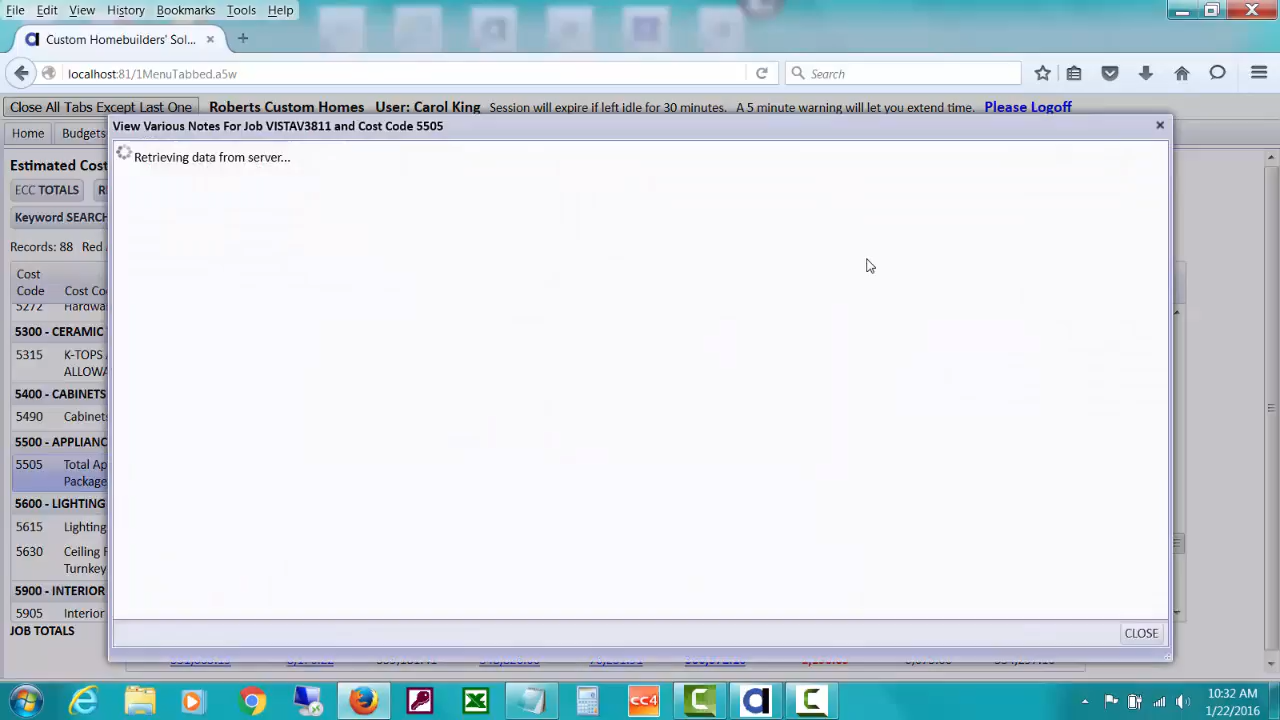 File Edit View History Bookmarks Tools Help
Custom Homebuilders' Sol... × +
localhost:81/1MenuTabbed.a5w
Search
Close All Tabs Except Last One Roberts Custom Homes User: Carol King Session will expire if left idle for 30 minutes. A 5 minute warning will let you extend time. Please Logoff
Home Budgets
View Various Notes For Job VISTAV3811 and Cost Code 5505
Retrieving data from server...
Estimated Cost
ECC TOTALS
Keyword SEARCH
Records: 88 Red
Cost
Code Cost Co
5272 Hardwa
5300 - CERAMIC
5315 K-TOPS
ALLOWA
5400 - CABINETS
5490 Cabinets
5500 - APPLIANC
5505 Total Ap
Package
5600 - LIGHTING
5615 Lighting
5630 Ceiling F
Turnkey
5900 - INTERIOR
5905 Interior
JOB TOTALS
CLOSE
CC4
10:32 AM
1/22/2016